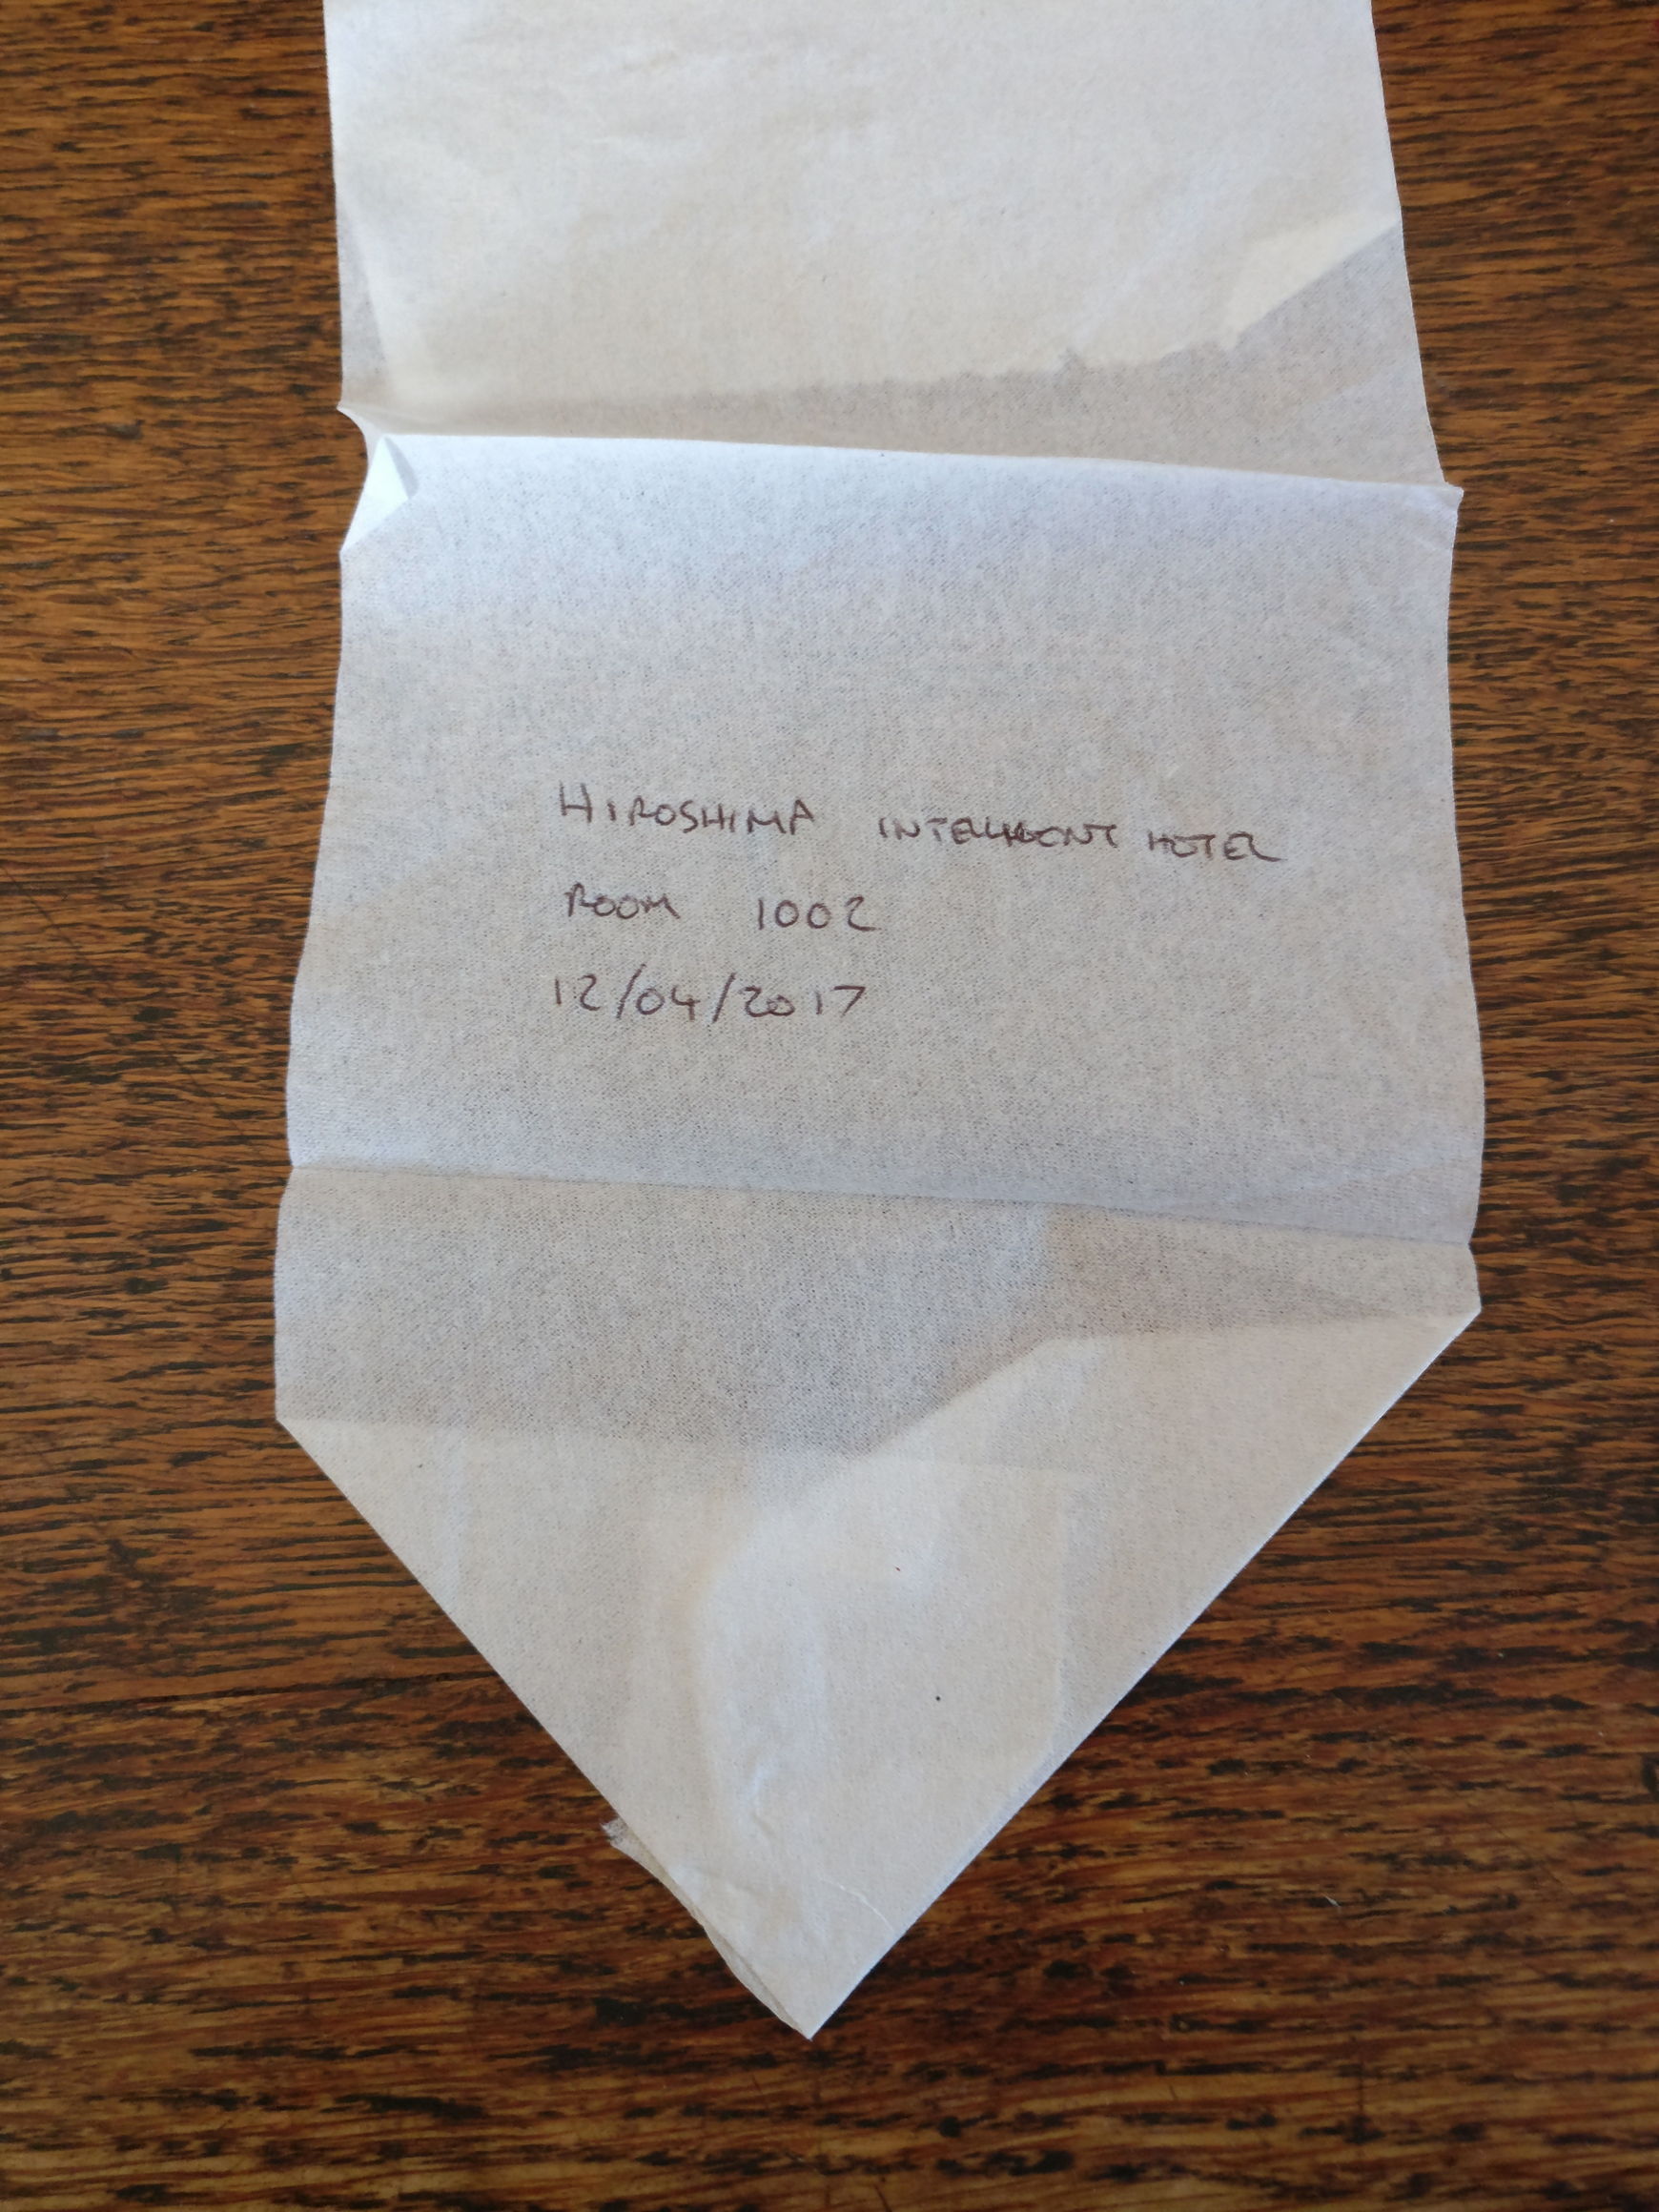 HIROSHIMA INTELLIGENT HOTEL
ROOM 1002
12/04/2017